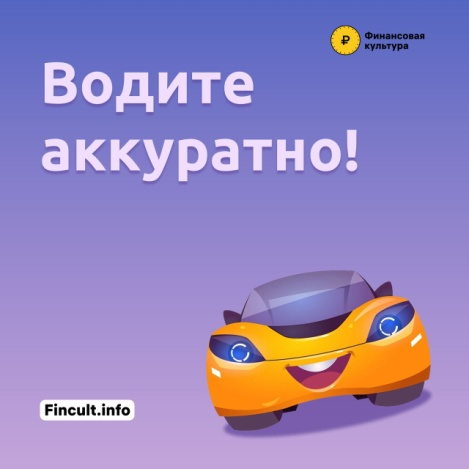 Финансовая
культура
Водите
аккуратно!
Fincult.info